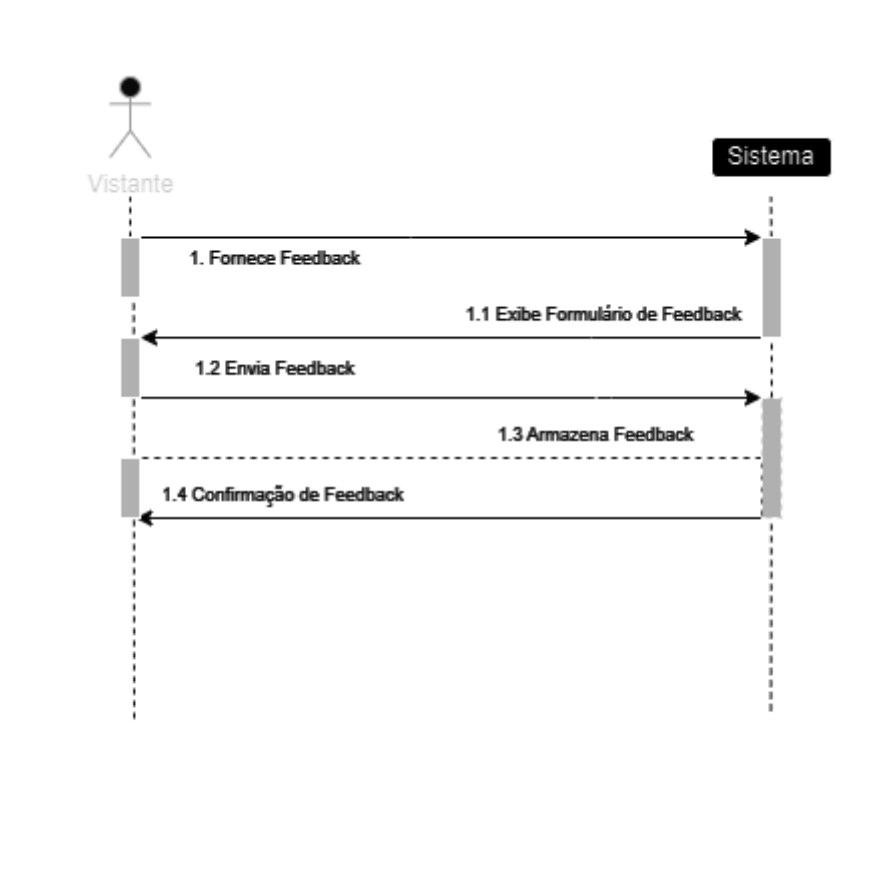 Sistema
Vistante
1. Fornece Feedback
1.1 Exibe Formulário de Feedback
1.2 Envia Feedback
1.3 Armazena Feedback
1.4 Confirmação de Feedback